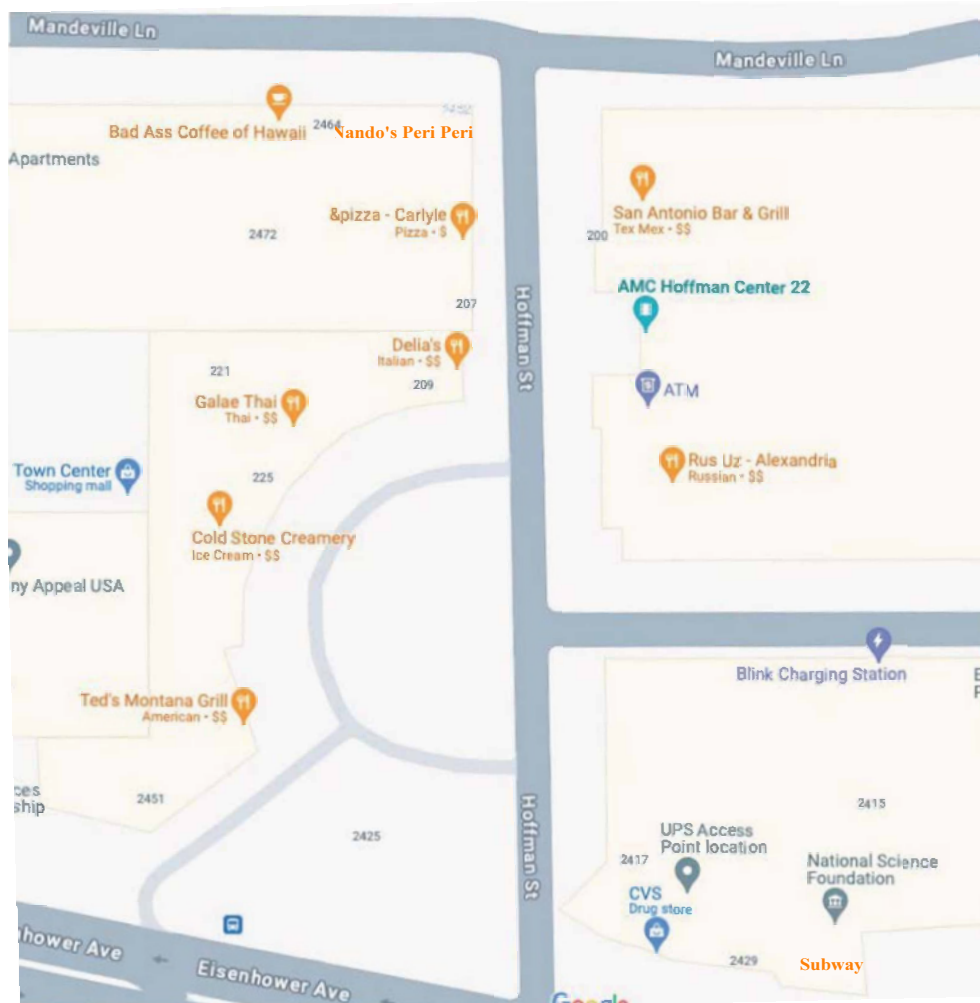 Mandeville Ln
Mandeville Ln
Bad Ass Coffee of Hawaii
2464
Nando's Peri Peri
Apartments
&pizza - Carlyle
Pizza • $
2472
San Antonio Bar & Grill
Tex Mex • $$
200
AMC Hoffman Center 22
207
Hoffman St
Delia's
Italian • $$
221
209
ATM
Galae Thai
Thai • $$
Town Center
Shopping mall
225
Rus Uz - Alexandria
Russian • $$
Cold Stone Creamery
Ice Cream • $$
ny Appeal USA
Blink Charging Station
Ted's Montana Grill
American • $$
ces
ship
2451
2425
Hoffman St
2415
UPS Access
Point location
2417
National Science
Foundation
CVS
Drug store
nhower Ave
Eisenhower Ave
2429
Subway
Google